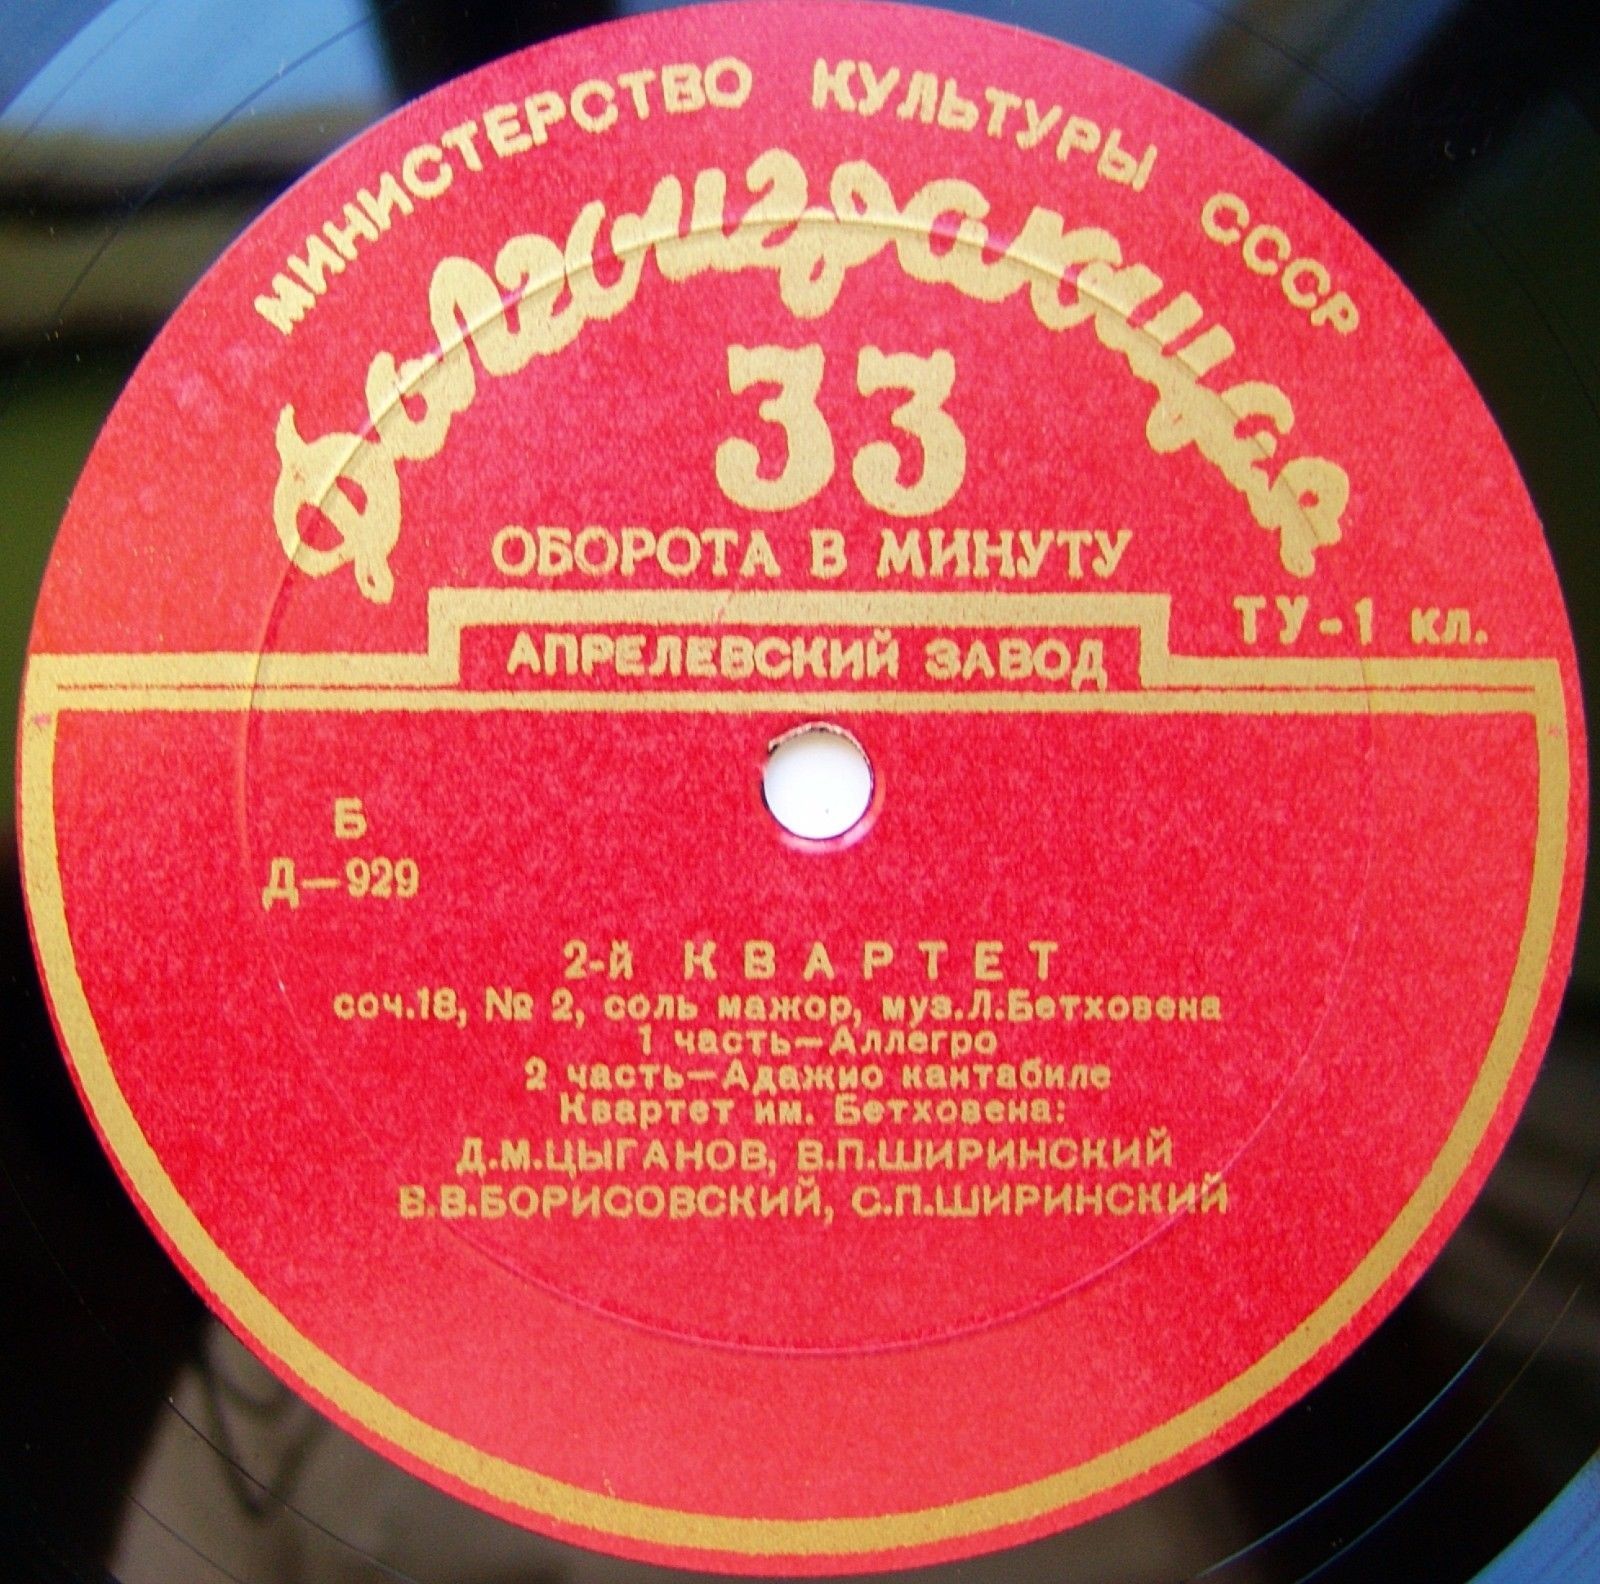 МИНИСТЕРСТВО КУЛЬТУРЫ СССР
Долгоиграющая
33
ОБОРОТА В МИНУТУ
ТУ-1 кл.
АПРЕЛЕВСКИЙ ЗАВОД
Б
Д—929
2-й КВАРТЕТ
соч.18, № 2, соль мажор, муз.Л.Бетховена
1 часть—Аллегро
2 часть—Адажио кантабиле
Квартет им. Бетховена:
Д.М.ЦЫГАНОВ, В.П.ШИРИНСКИЙ
В.В.БОРИСОВСКИЙ, С.П.ШИРИНСКИЙ